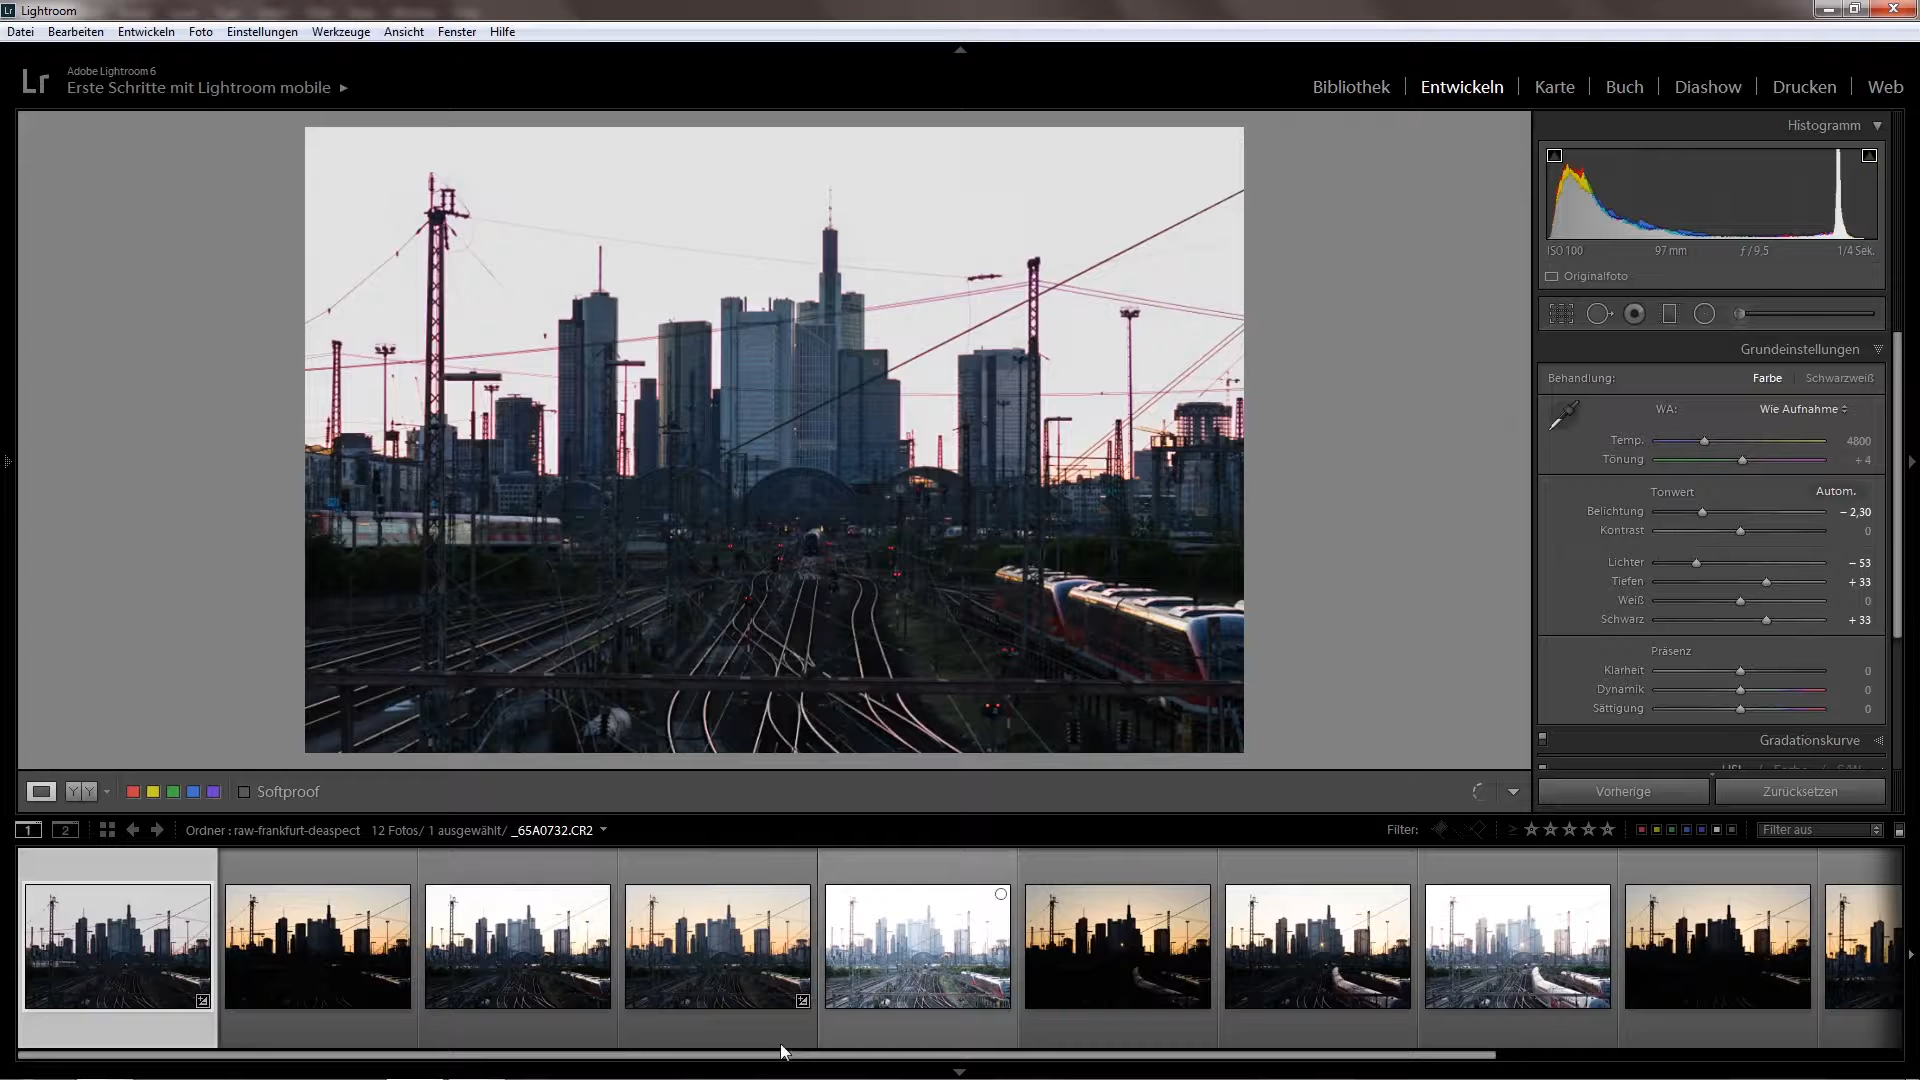 Lr Lightroom
Datei Bearbeiten Entwickeln Foto Einstellungen Werkzeuge Ansicht Fenster Hilfe
Lr
Adobe Lightroom 6
Erste Schritte mit Lightroom mobile ▶
Bibliothek | Entwickeln | Karte | Buch | Diashow | Drucken | Web
Histogramm
ISO 100 97 mm f / 9,5 1/4 Sek.
Originalfoto
Grundeinstellungen
Behandlung: Farbe | Schwarzweiß
WA: Wie Aufnahme
Temp. 4800
Tönung + 4
Tonwert Autom.
Belichtung − 2,30
Kontrast 0
Lichter − 53
Tiefen + 33
Weiß 0
Schwarz + 33
Präsenz
Klarheit 0
Dynamik 0
Sättigung 0
Gradationskurve
Vorherige Zurücksetzen
YY Softproof
1 2 Ordner : raw-frankfurt-deaspect 12 Fotos/ 1 ausgewählt/ _65A0732.CR2
Filter: ≥ Filter aus